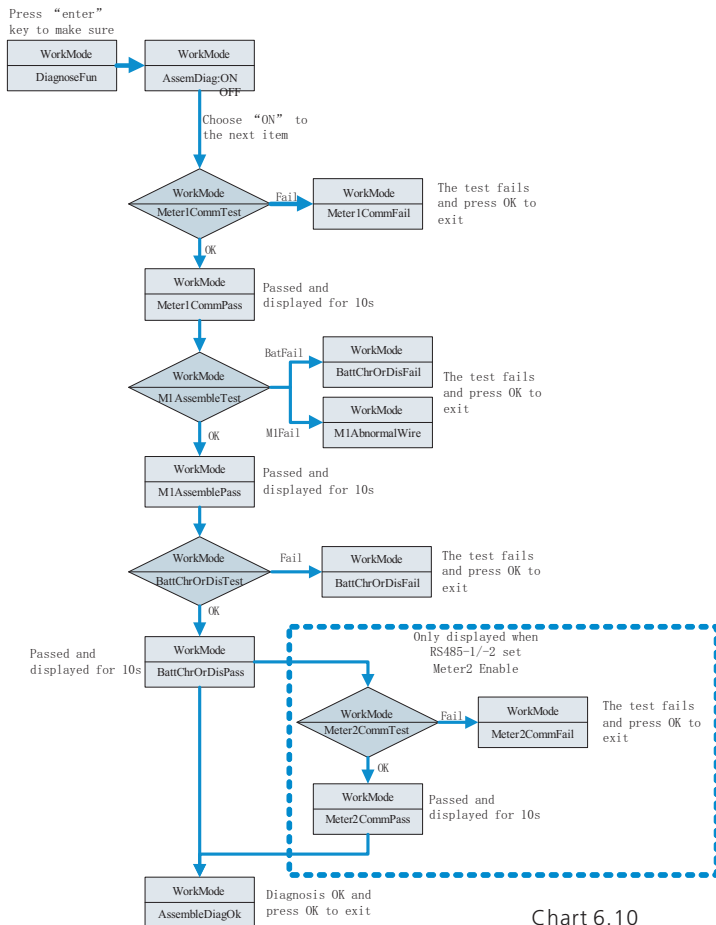 Press “enter”
key to make sure
WorkMode
DiagnoseFun
WorkMode
AssemDiag:ON
OFF
Choose “ON” to
the next item
WorkMode
Meter1CommTest
Fail
WorkMode
Meter1CommFail
The test fails
and press OK to
exit
OK
WorkMode
Meter1CommPass
Passed and
displayed for 10s
WorkMode
M1AssembleTest
BatFail
WorkMode
BattChrOrDisFail
M1Fail
WorkMode
M1AbnormalWire
The test fails
and press OK to
exit
OK
WorkMode
M1AssemblePass
Passed and
displayed for 10s
WorkMode
BattChrOrDisTest
Fail
WorkMode
BattChrOrDisFail
The test fails
and press OK to
exit
OK
Passed and
displayed for 10s
WorkMode
BattChrOrDisPass
Only displayed when
RS485-1/-2 set
Meter2 Enable
WorkMode
Meter2CommTest
Fail
WorkMode
Meter2CommFail
The test fails
and press OK to
exit
OK
WorkMode
Meter2CommPass
Passed and
displayed for 10s
WorkMode
AssembleDiagOk
Diagnosis OK and
press OK to exit
Chart 6.10